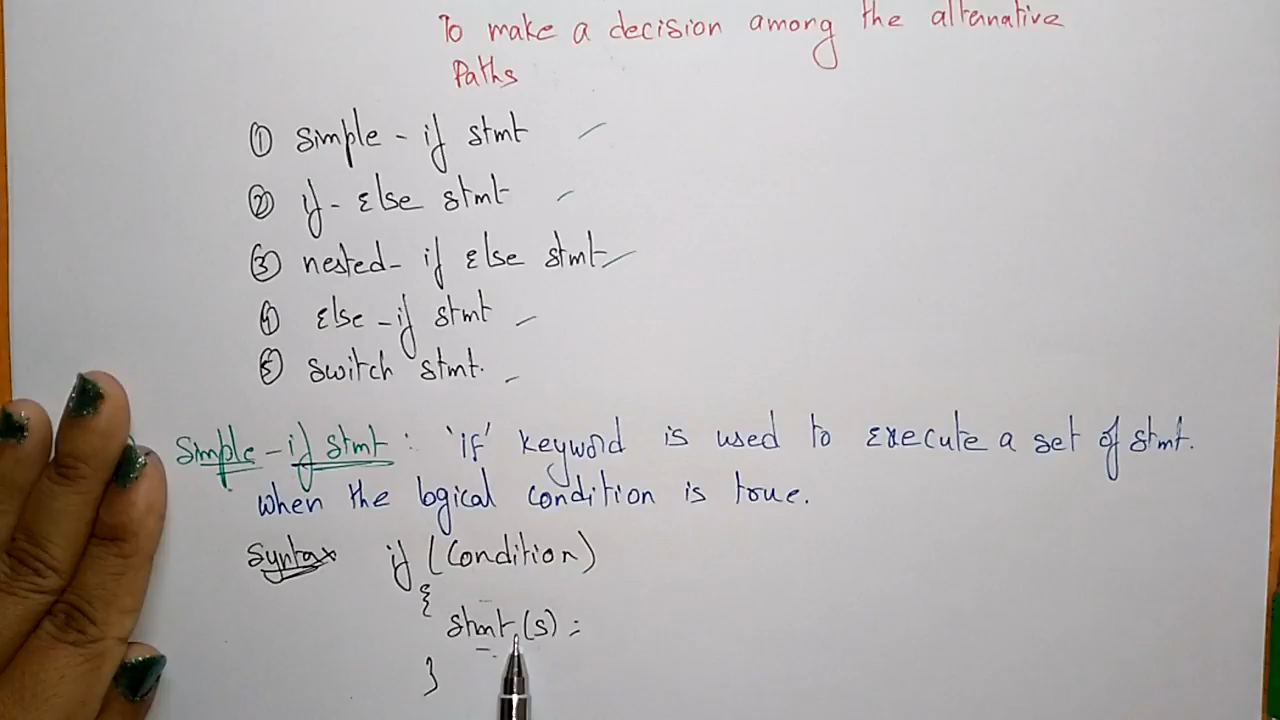 To make a decision among the alternative
Paths
① simple - if stmt
② if - else stmt
③ nested - if else stmt
④ else - if stmt
⑤ switch stmt.
Simple - if stmt : 'if' keyword is used to execute a set of stmt.
when the logical condition is true.
Syntax if (condition)
{
stmt(s) ;
}